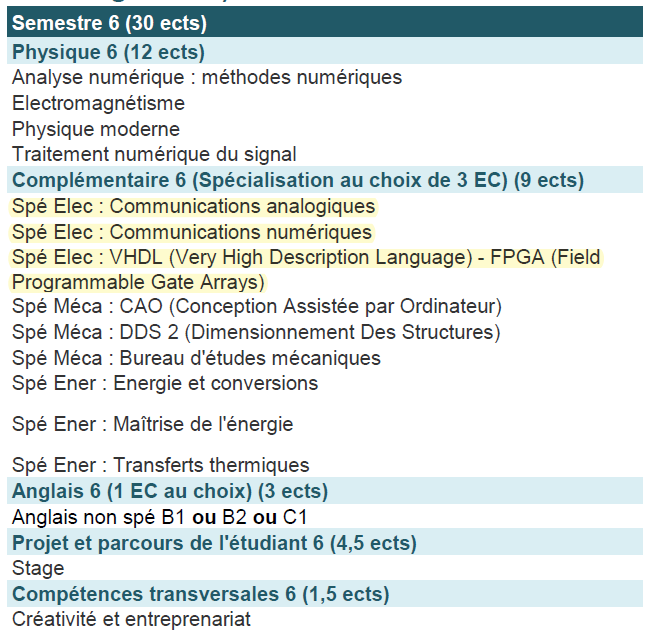 Semestre 6 (30 ects)
Physique 6 (12 ects)
Analyse numérique : méthodes numériques
Electromagnétisme
Physique moderne
Traitement numérique du signal
Complémentaire 6 (Spécialisation au choix de 3 EC) (9 ects)
Spé Elec : Communications analogiques
Spé Elec : Communications numériques
Spé Elec : VHDL (Very High Description Language) - FPGA (Field
Programmable Gate Arrays)
Spé Méca : CAO (Conception Assistée par Ordinateur)
Spé Méca : DDS 2 (Dimensionnement Des Structures)
Spé Méca : Bureau d'études mécaniques
Spé Ener : Energie et conversions
Spé Ener : Maîtrise de l'énergie
Spé Ener : Transferts thermiques
Anglais 6 (1 EC au choix) (3 ects)
Anglais non spé B1 ou B2 ou C1
Projet et parcours de l'étudiant 6 (4,5 ects)
Stage
Compétences transversales 6 (1,5 ects)
Créativité et entreprenariat